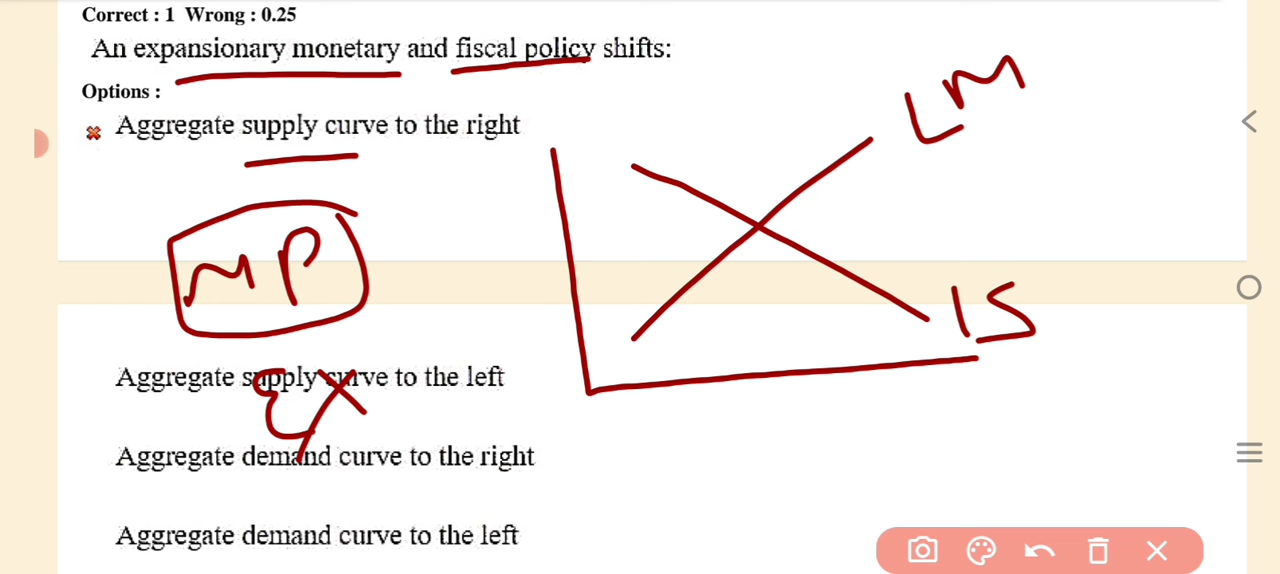 Correct : 1 Wrong : 0.25
An expansionary monetary and fiscal policy shifts:
Options :
Aggregate supply curve to the right
LM
MP
IS
Aggregate supply curve to the left
Ex
Aggregate demand curve to the right
Aggregate demand curve to the left